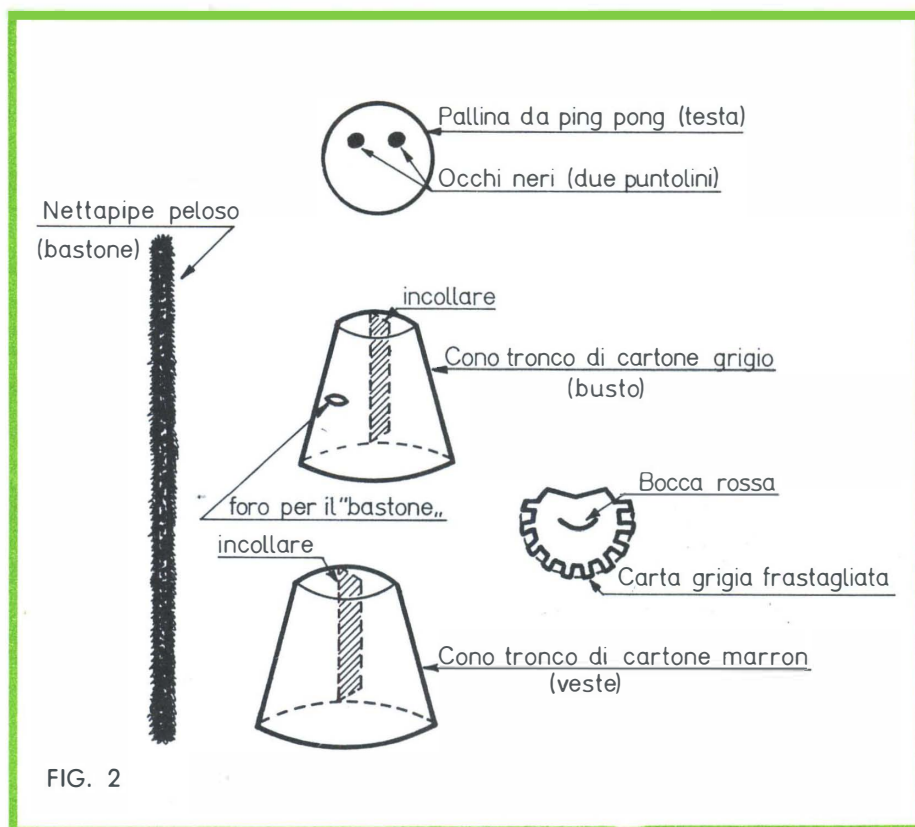 Pallina da ping pong (testa)
Occhi neri (due puntolini)
Nettapipe peloso
(bastone)
incollare
Cono tronco di cartone grigio
(busto)
foro per il "bastone„
Bocca rossa
incollare
Carta grigia frastagliata
Cono tronco di cartone marron
(veste)
FIG. 2